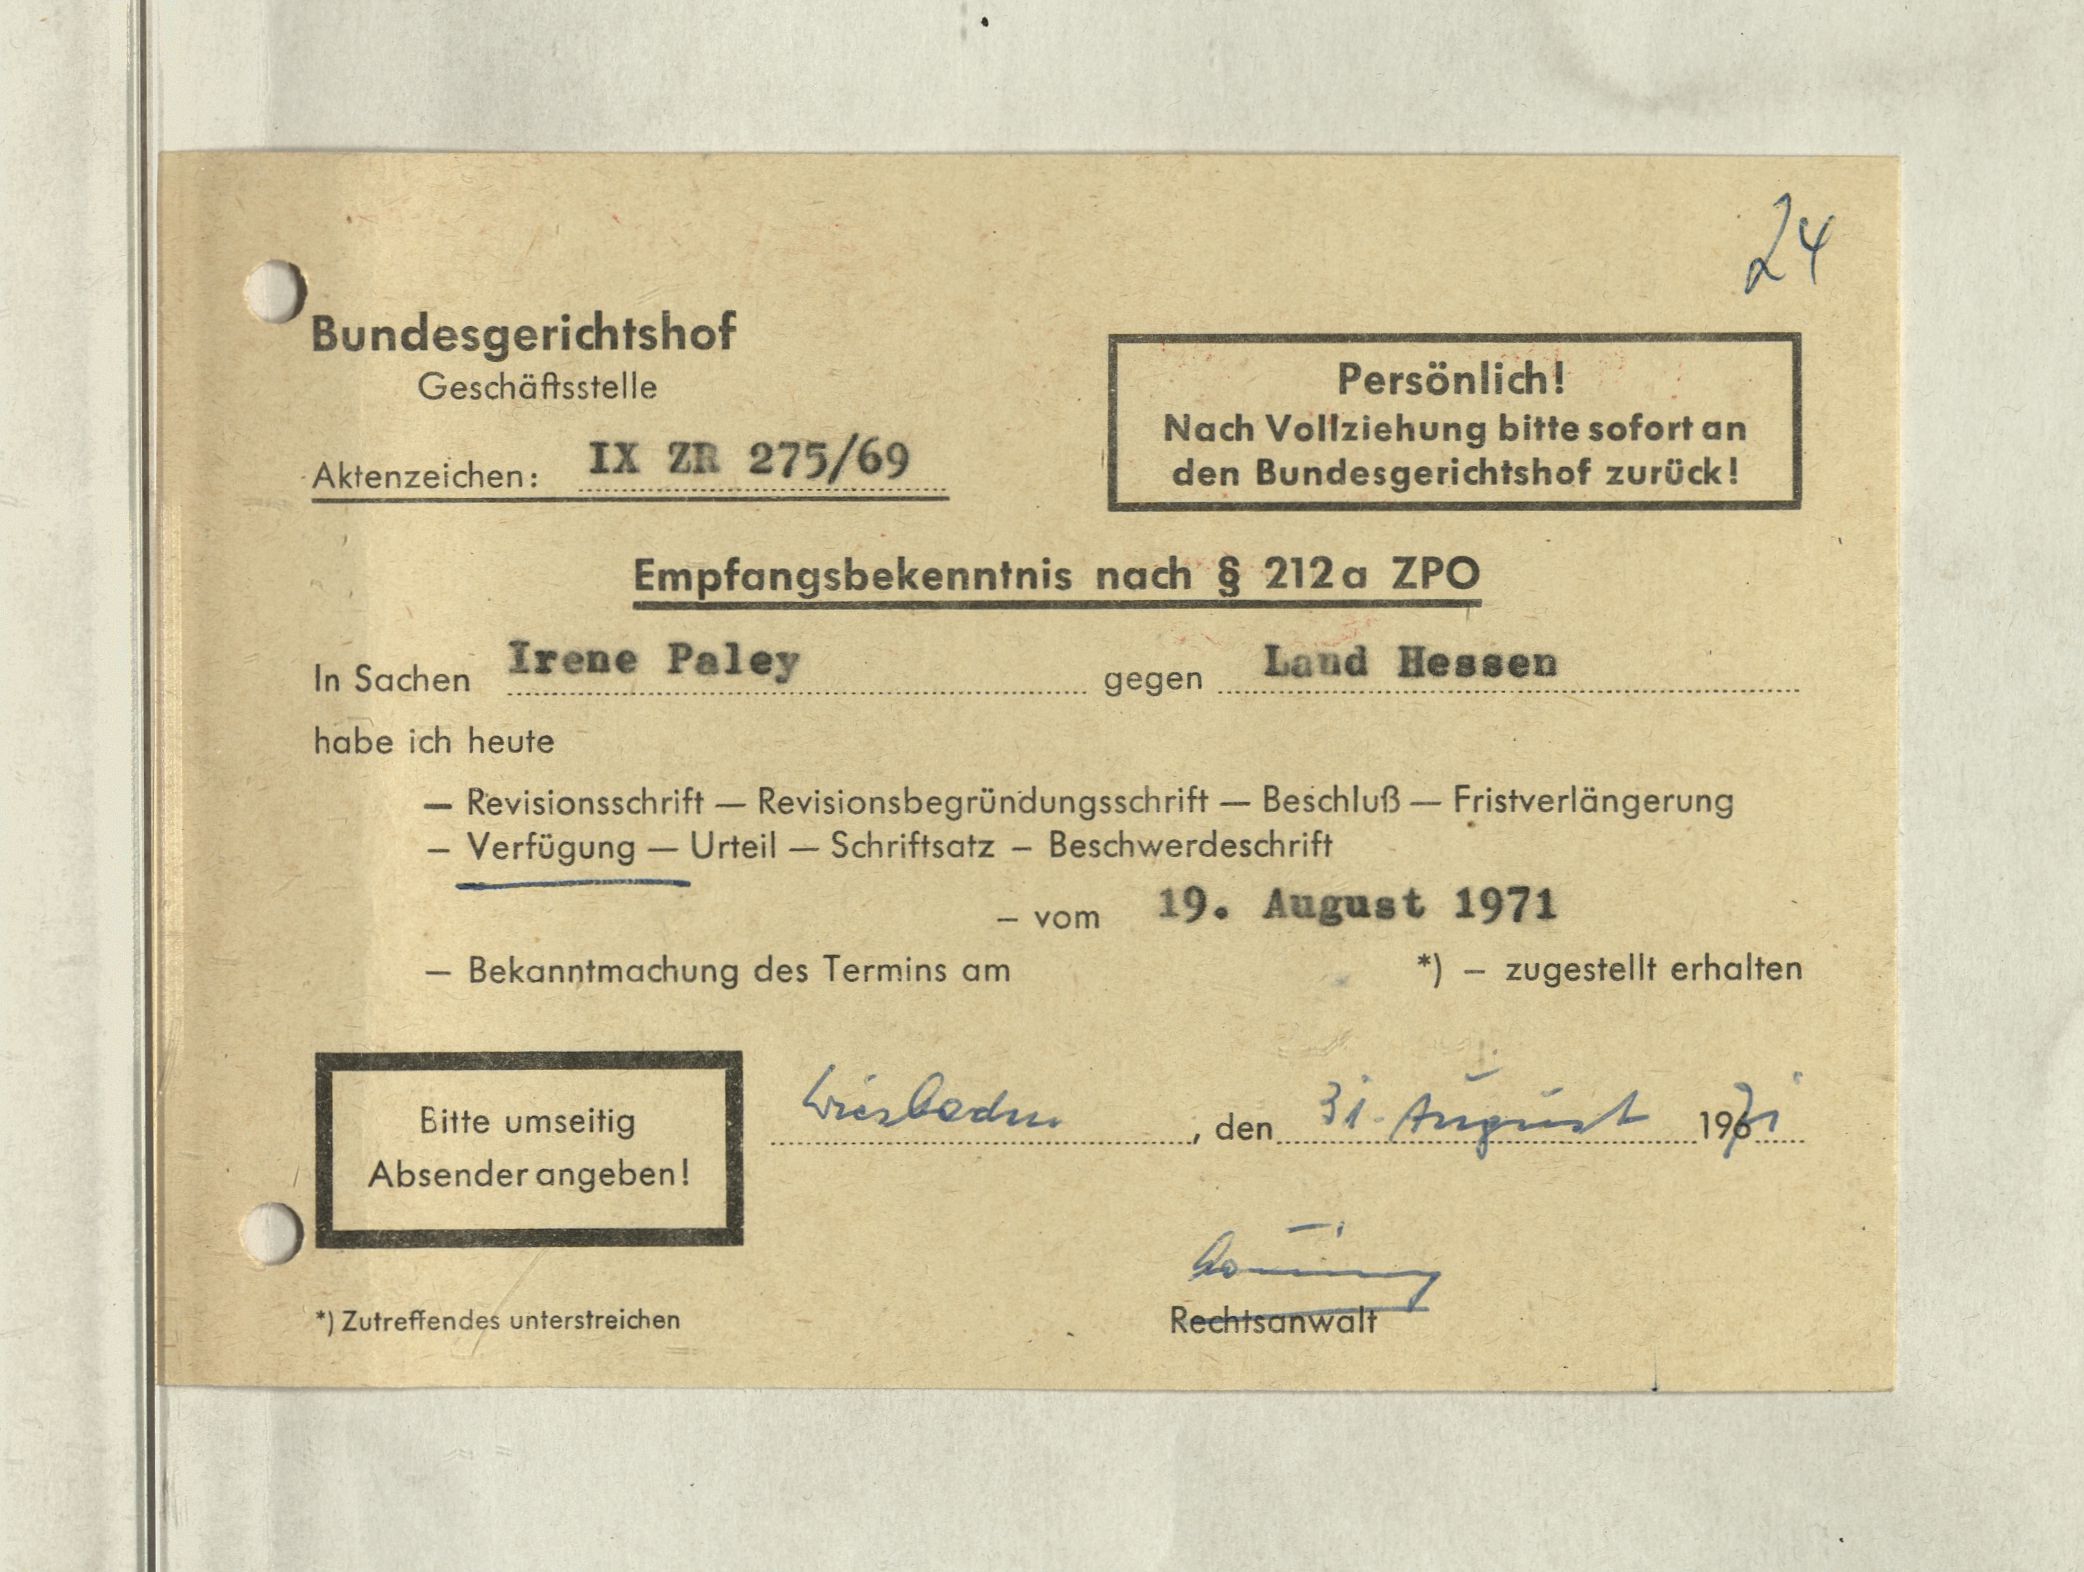 24
Bundesgerichtshof
Geschäftsstelle
Aktenzeichen: IX ZR 275/69
Persönlich!
Nach Vollziehung bitte sofort an
den Bundesgerichtshof zurück!
Empfangsbekenntnis nach § 212a ZPO
In Sachen Irene Paley gegen Land Hessen
habe ich heute
— Revisionsschrift — Revisionsbegründungsschrift — Beschluß — Fristverlängerung
— Verfügung — Urteil — Schriftsatz — Beschwerdeschrift
— vom 19. August 1971
— Bekanntmachung des Termins am *) — zugestellt erhalten
Bitte umseitig
Absender angeben!
Wiesbaden, den 31. August 1971
Rechtsanwalt
*) Zutreffendes unterstreichen